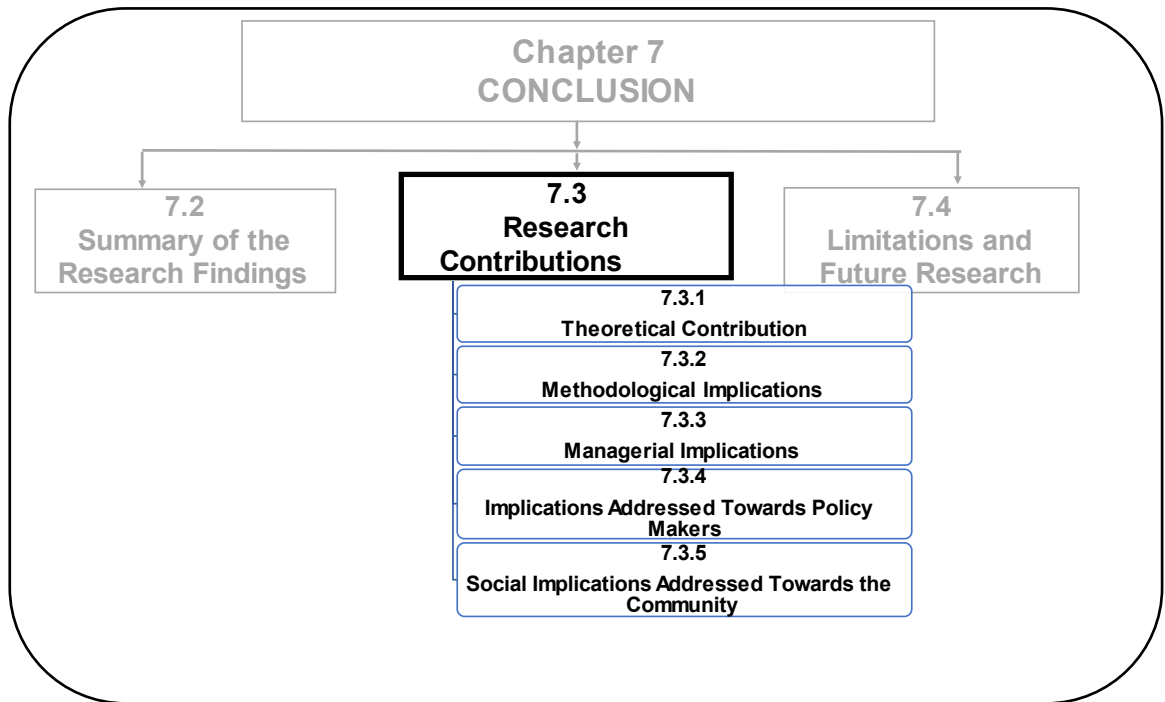 Chapter 7
CONCLUSION
7.2
Summary of the
Research Findings
7.3
Research
Contributions
7.4
Limitations and
Future Research
7.3.1
Theoretical Contribution
7.3.2
Methodological Implications
7.3.3
Managerial Implications
7.3.4
Implications Addressed Towards Policy
Makers
7.3.5
Social Implications Addressed Towards the
Community